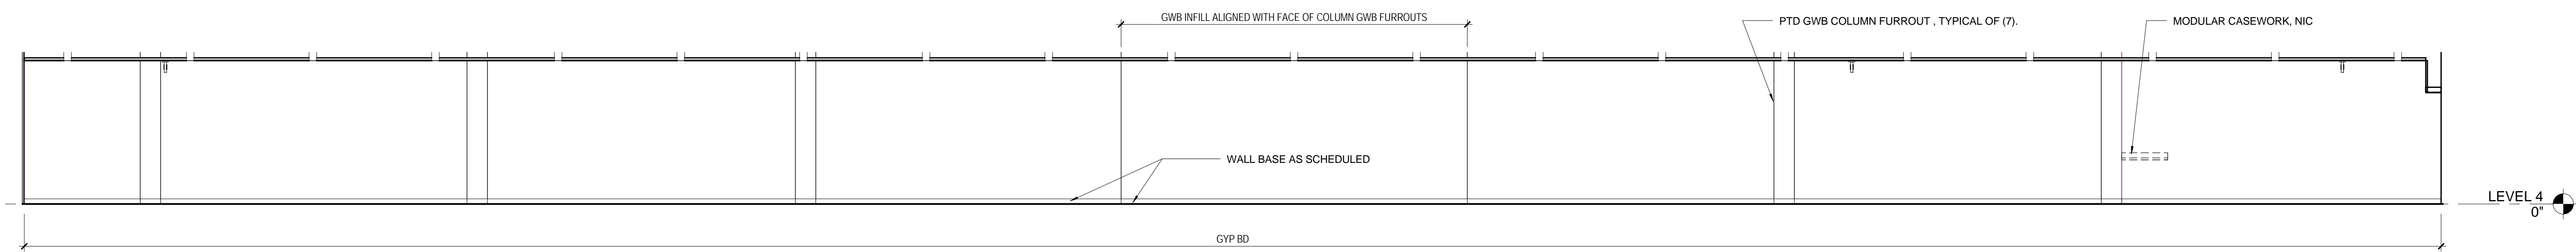 GWB INFILL ALIGNED WITH FACE OF COLUMN GWB FURROUTS
PTD GWB COLUMN FURROUT , TYPICAL OF (7).
MODULAR CASEWORK, NIC
WALL BASE AS SCHEDULED
LEVEL 4
0"
GYP BD